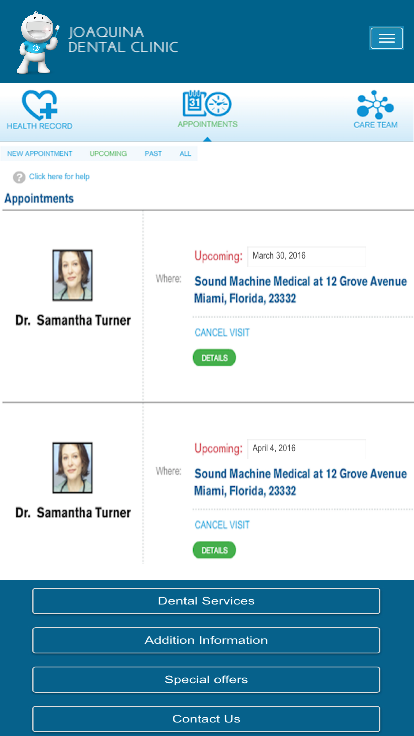 JOAQUINA
DENTAL CLINIC
HEALTH RECORD
31
APPOINTMENTS
CARE TEAM
NEW APPOINTMENT UPCOMING PAST ALL
? Click here for help
Appointments
Upcoming: March 30, 2016
Where: Sound Machine Medical at 12 Grove Avenue
Miami, Florida, 23332
Dr. Samantha Turner
CANCEL VISIT
DETAILS
Upcoming: April 4, 2016
Where: Sound Machine Medical at 12 Grove Avenue
Miami, Florida, 23332
Dr. Samantha Turner
CANCEL VISIT
DETAILS
Dental Services
Addition Information
Special offers
Contact Us